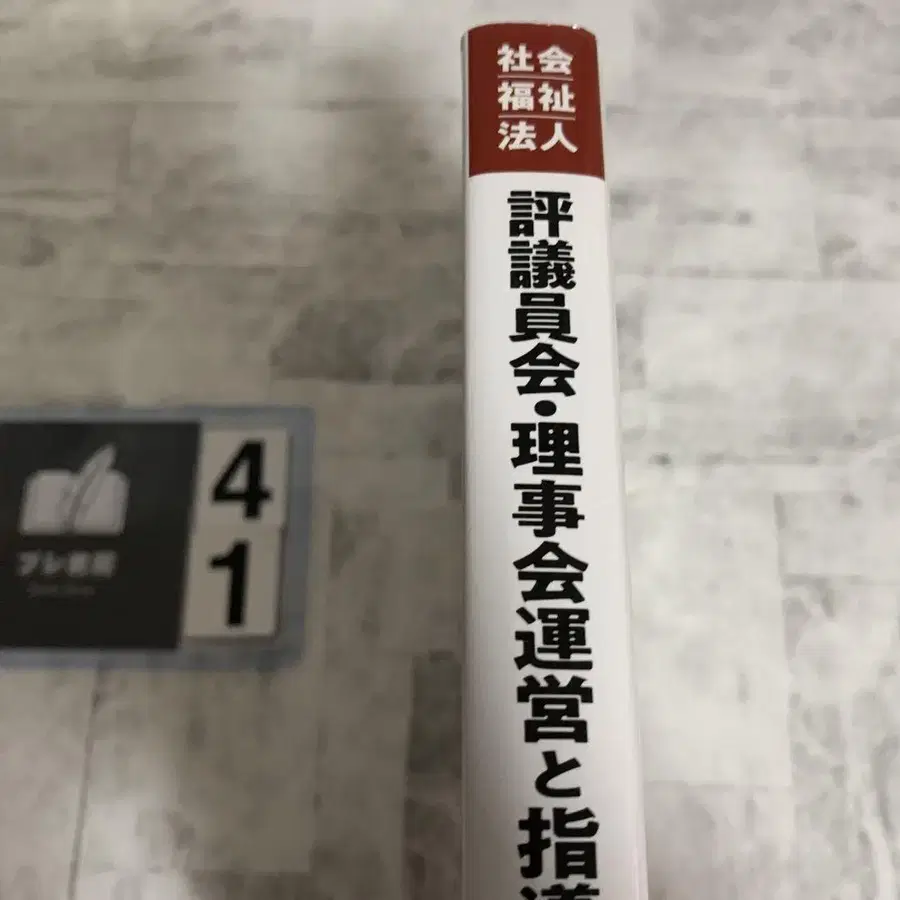 社会
福祉
法人
評議員会・理事会運営と指導
4
1